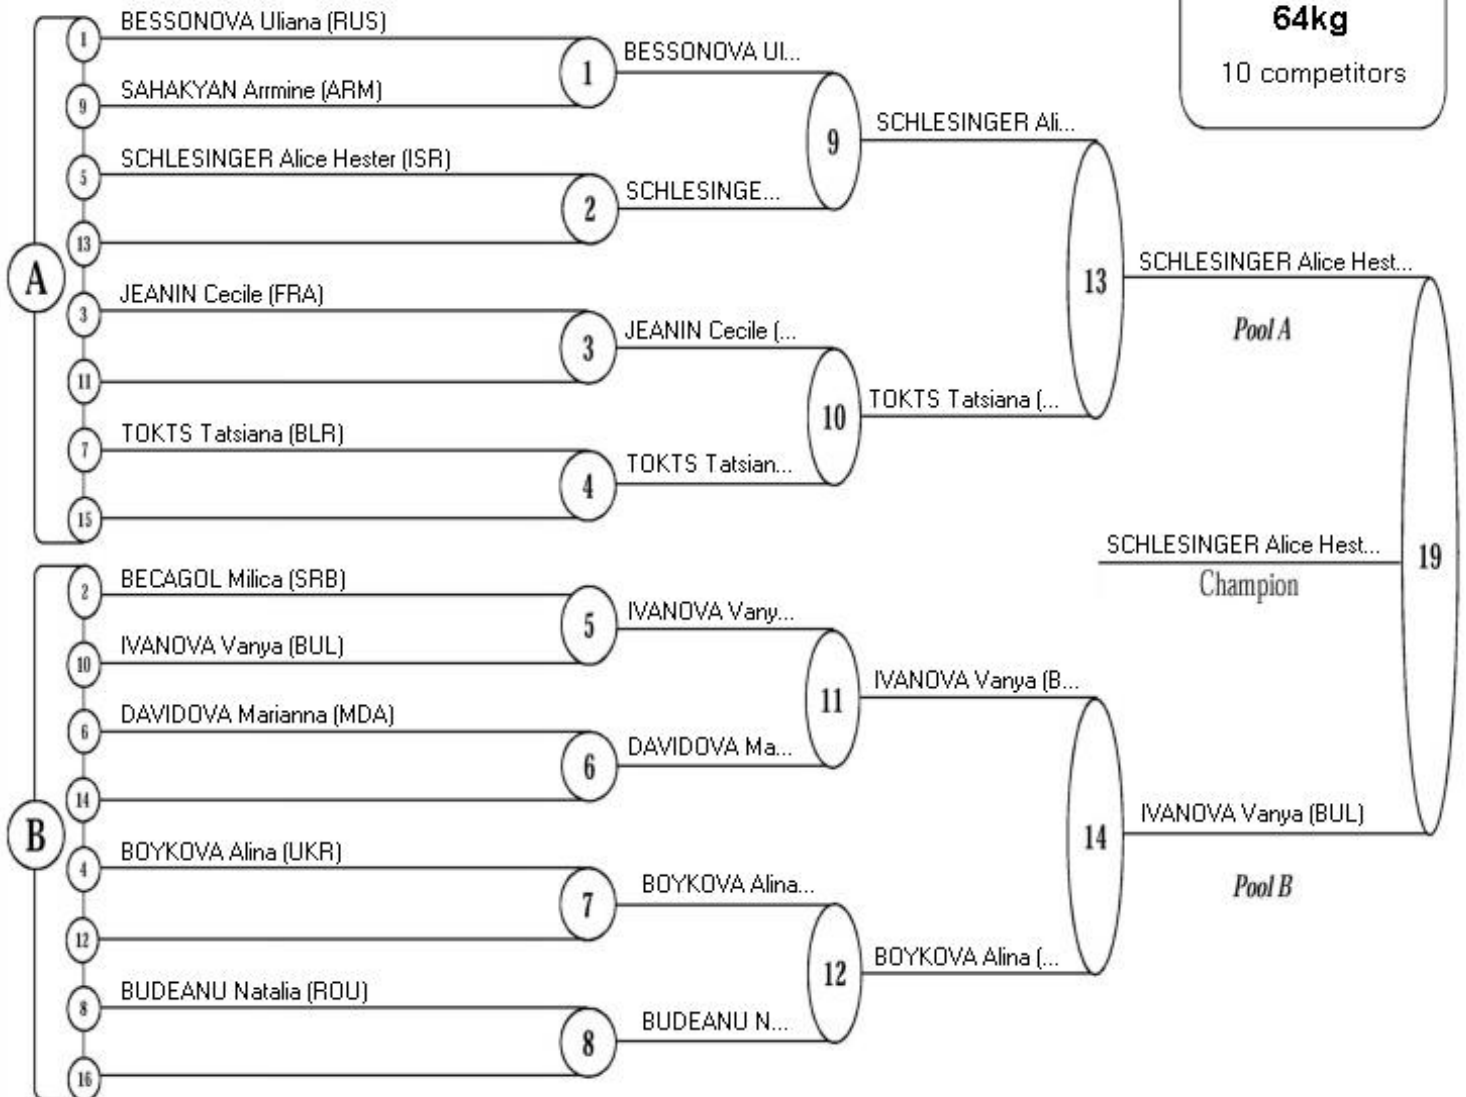 64kg
10 competitors
1
BESSONOVA Uliana (RUS)
9
SAHAKYAN Arrmine (ARM)
1
BESSONOVA Ul...
5
SCHLESINGER Alice Hester (ISR)
13
2
SCHLESINGE...
9
SCHLESINGER Ali...
A
3
JEANIN Cecile (FRA)
11
3
JEANIN Cecile (...
7
TOKTS Tatsiana (BLR)
15
4
TOKTS Tatsian...
10
TOKTS Tatsiana (...
13
SCHLESINGER Alice Hest...
Pool A
2
BECAGOL Milica (SRB)
10
IVANOVA Vanya (BUL)
5
IVANOVA Vany...
6
DAVIDOVA Marianna (MDA)
14
6
DAVIDOVA Ma...
11
IVANOVA Vanya (B...
B
4
BOYKOVA Alina (UKR)
12
7
BOYKOVA Alina...
8
BUDEANU Natalia (ROU)
16
8
BUDEANU N...
12
BOYKOVA Alina (...
14
IVANOVA Vanya (BUL)
Pool B
19
SCHLESINGER Alice Hest...
Champion